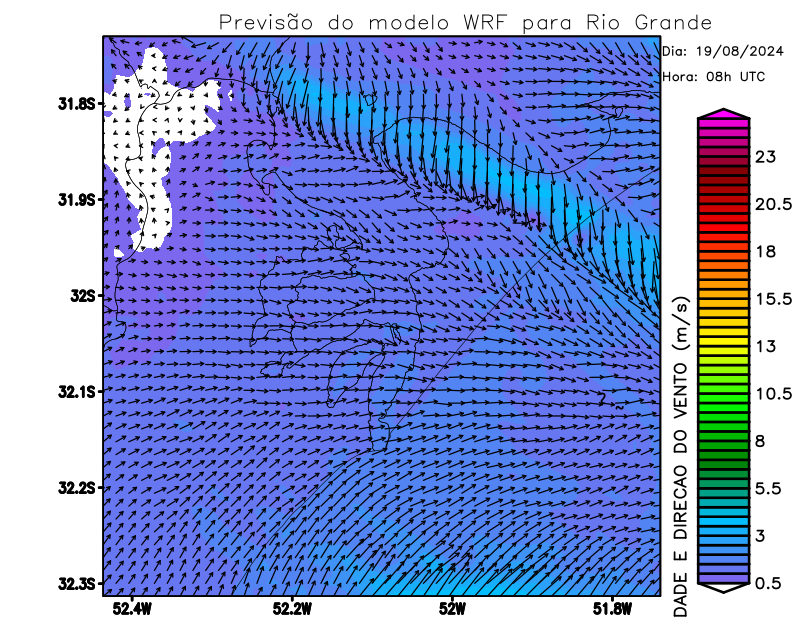 Previsão do modelo WRF para Rio Grande
Dia: 19/08/2024
Hora: 08h UTC
31.8S
31.9S
32S
32.1S
32.2S
32.3S
52.4W
52.2W
52W
51.8W
DADE E DIRECAO DO VENTO (m/s)
23
20.5
18
15.5
13
10.5
8
5.5
3
0.5